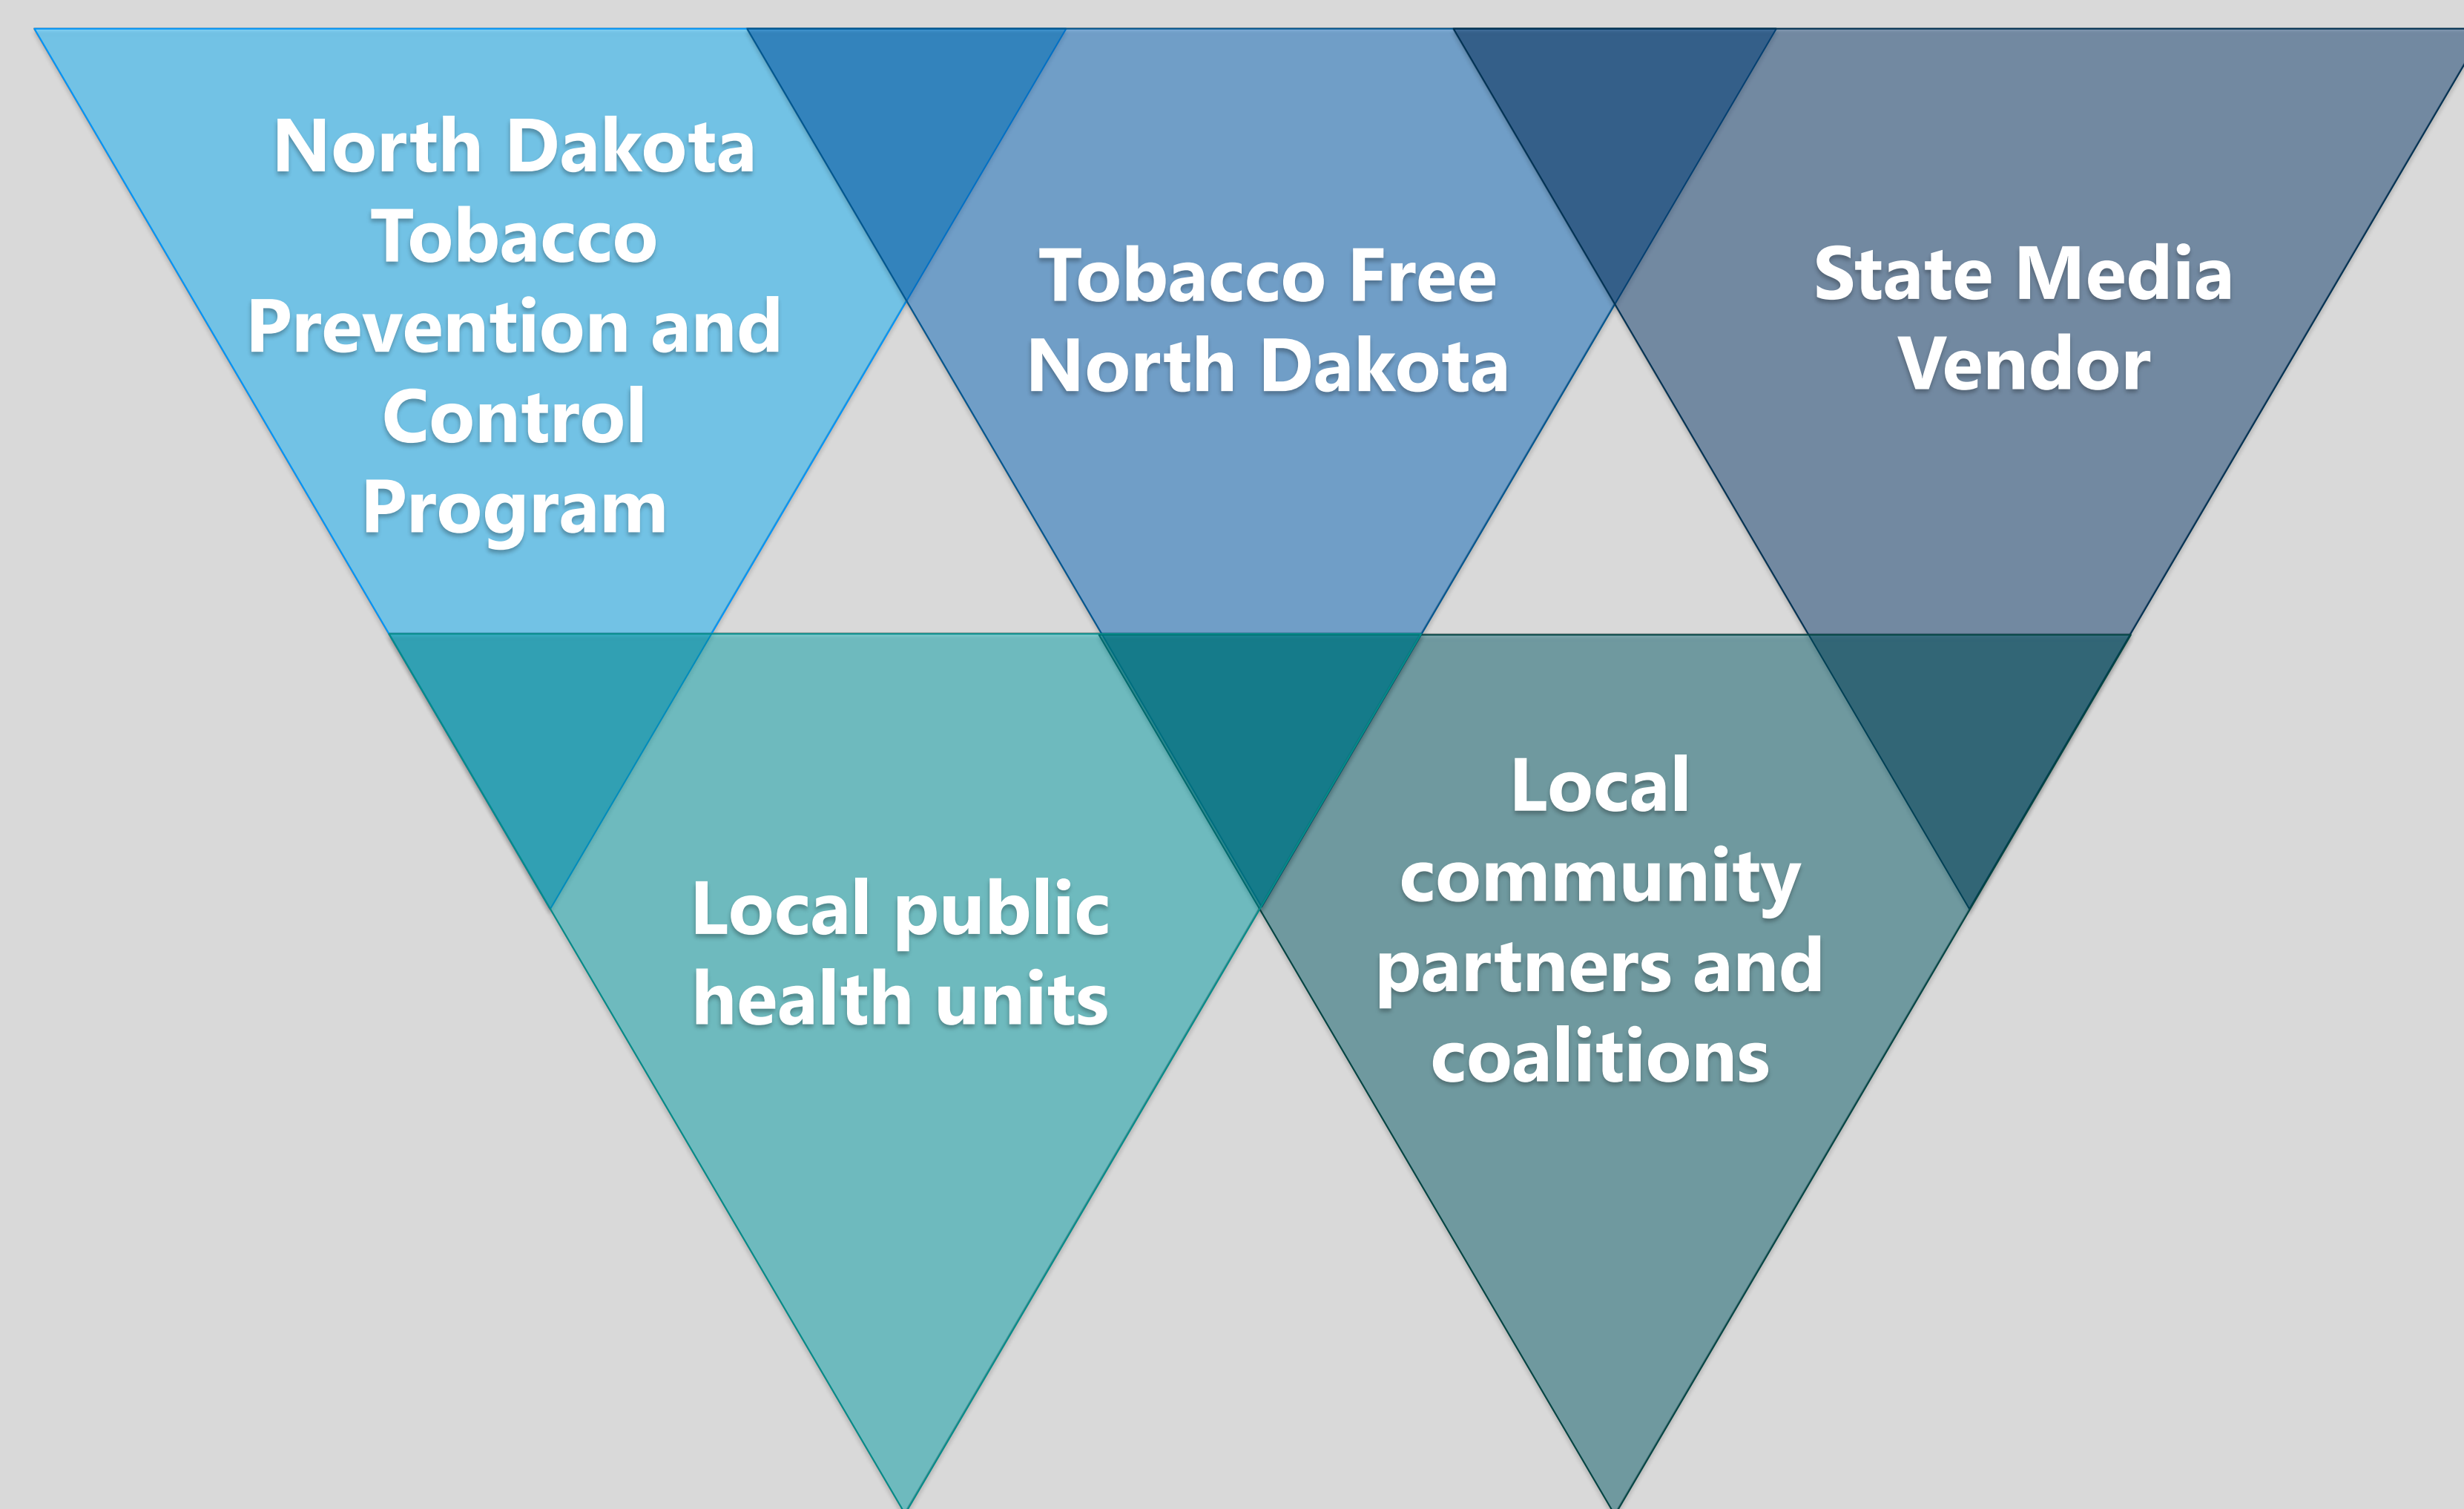 North Dakota
Tobacco
Prevention and
Control
Program
Tobacco Free
North Dakota
State Media
Vendor
Local public
health units
Local
community
partners and
coalitions